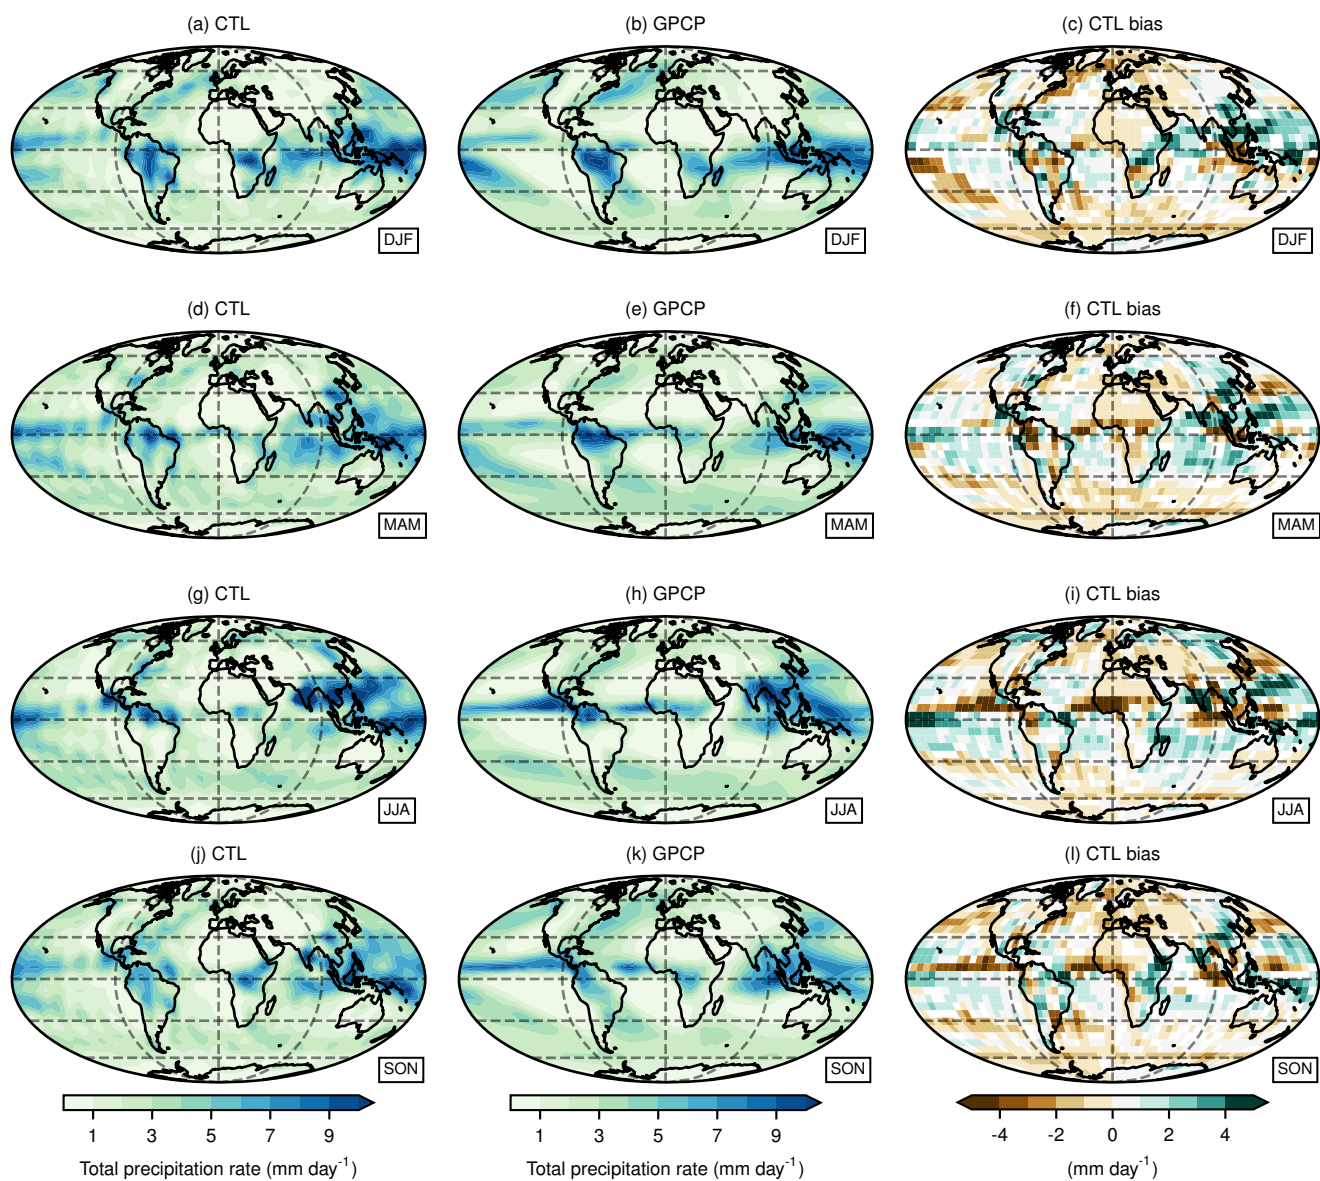 (a) CTL
(b) GPCP
(c) CTL bias
DJF
DJF
DJF
(d) CTL
(e) GPCP
(f) CTL bias
MAM
MAM
MAM
(g) CTL
(h) GPCP
(i) CTL bias
JJA
JJA
JJA
(j) CTL
(k) GPCP
(l) CTL bias
SON
SON
SON
1 3 5 7 9
1 3 5 7 9
-4 -2 0 2 4
Total precipitation rate (mm day⁻¹)
Total precipitation rate (mm day⁻¹)
(mm day⁻¹)